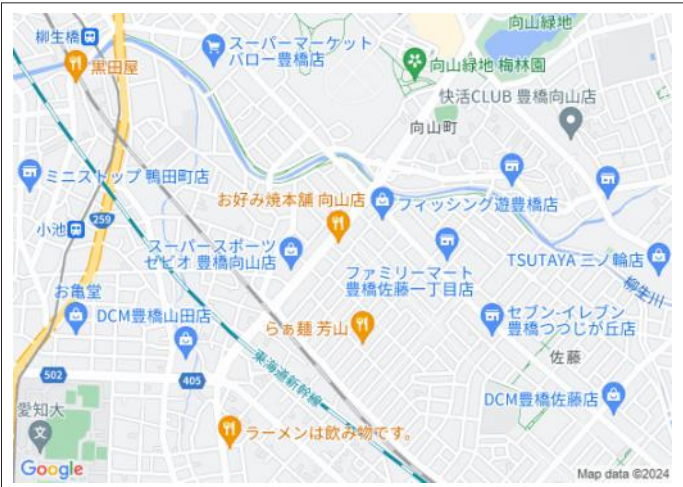 向山緑地
柳生橋
スーパーマーケット
バロー豊橋店
黒田屋
向山緑地 梅林園
快活CLUB 豊橋向山店
向山町
ミニストップ 鴨田町店
お好み焼本舗 向山店
フィッシング遊豊橋店
259
小池
スーパースポーツ
ゼビオ 豊橋向山店
ファミリーマート
豊橋佐藤一丁目店
TSUTAYA 三ノ輪店
柳生川
お亀堂
DCM豊橋山田店
らぁ麺 芳山
セブン-イレブン
豊橋つつじが丘店
佐藤
東海道新幹線
502
405
DCM豊橋佐藤店
愛知大
ラーメンは飲み物です。
Google
Map data ©2024